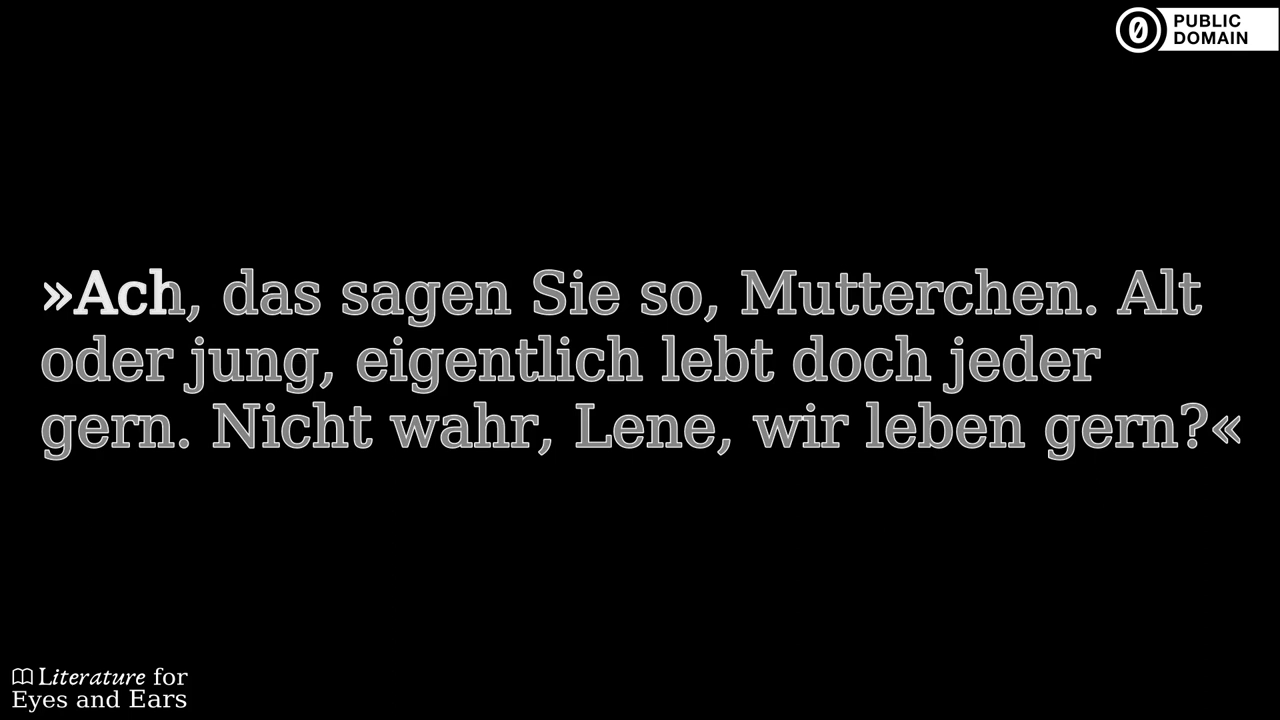 PUBLIC
DOMAIN
»Ach, das sagen Sie so, Mutterchen. Alt
oder jung, eigentlich lebt doch jeder
gern. Nicht wahr, Lene, wir leben gern?«
Literature for
Eyes and Ears